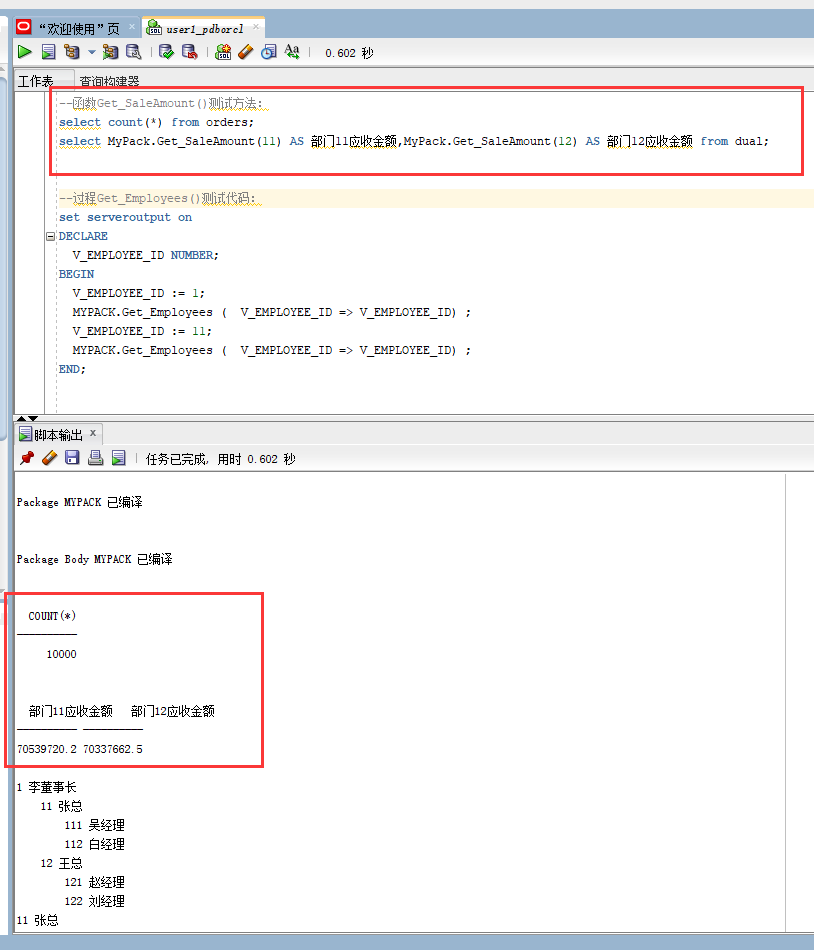 “欢迎使用”页 × user1_pdborcl ×
0.602 秒
工作表 查询构建器
--函数Get_SaleAmount()测试方法:
select count(*) from orders;
select MyPack.Get_SaleAmount(11) AS 部门11应收金额,MyPack.Get_SaleAmount(12) AS 部门12应收金额 from dual;
--过程Get_Employees()测试代码:
set serveroutput on
DECLARE
V_EMPLOYEE_ID NUMBER;
BEGIN
V_EMPLOYEE_ID := 1;
MYPACK.Get_Employees (  V_EMPLOYEE_ID => V_EMPLOYEE_ID) ;
V_EMPLOYEE_ID := 11;
MYPACK.Get_Employees (  V_EMPLOYEE_ID => V_EMPLOYEE_ID) ;
END;
脚本输出 ×
任务已完成, 用时 0.602 秒
Package MYPACK 已编译
Package Body MYPACK 已编译
COUNT(*)
----------
10000
部门11应收金额 部门12应收金额
---------- ----------
70539720.2 70337662.5
1 李董事长
11 张总
111 吴经理
112 白经理
12 王总
121 赵经理
122 刘经理
11 张总